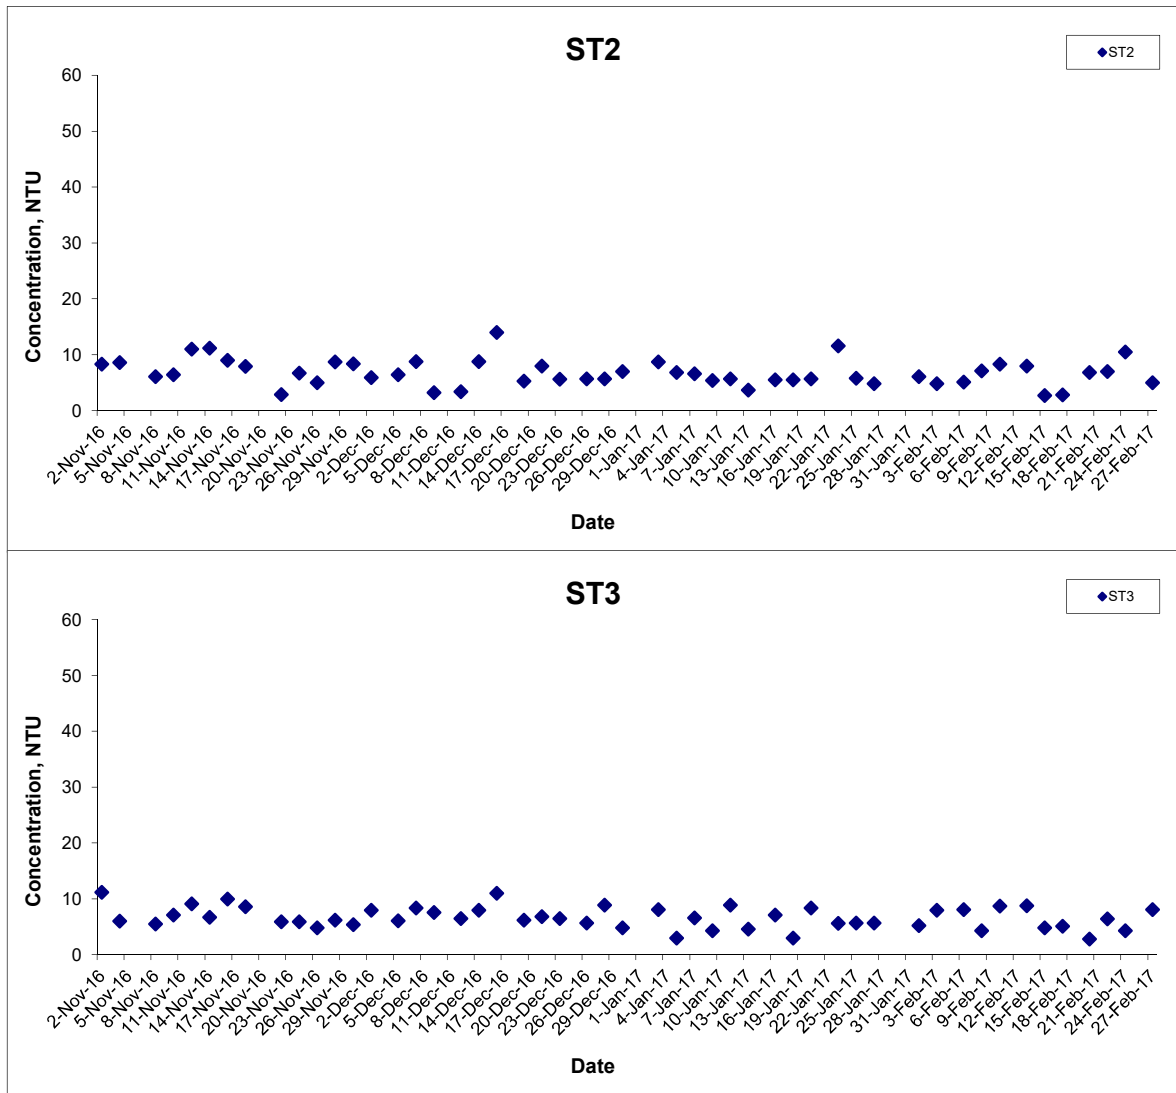 ST2
ST2
60
50
40
30
20
10
0
Concentration, NTU
2-Nov-16
5-Nov-16
8-Nov-16
11-Nov-16
14-Nov-16
17-Nov-16
20-Nov-16
23-Nov-16
26-Nov-16
29-Nov-16
2-Dec-16
5-Dec-16
8-Dec-16
11-Dec-16
14-Dec-16
17-Dec-16
20-Dec-16
23-Dec-16
26-Dec-16
29-Dec-16
1-Jan-17
4-Jan-17
7-Jan-17
10-Jan-17
13-Jan-17
16-Jan-17
19-Jan-17
22-Jan-17
25-Jan-17
28-Jan-17
31-Jan-17
3-Feb-17
6-Feb-17
9-Feb-17
12-Feb-17
15-Feb-17
18-Feb-17
21-Feb-17
24-Feb-17
27-Feb-17
Date
ST3
ST3
60
50
40
30
20
10
0
Concentration, NTU
2-Nov-16
5-Nov-16
8-Nov-16
11-Nov-16
14-Nov-16
17-Nov-16
20-Nov-16
23-Nov-16
26-Nov-16
29-Nov-16
2-Dec-16
5-Dec-16
8-Dec-16
11-Dec-16
14-Dec-16
17-Dec-16
20-Dec-16
23-Dec-16
26-Dec-16
29-Dec-16
1-Jan-17
4-Jan-17
7-Jan-17
10-Jan-17
13-Jan-17
16-Jan-17
19-Jan-17
22-Jan-17
25-Jan-17
28-Jan-17
31-Jan-17
3-Feb-17
6-Feb-17
9-Feb-17
12-Feb-17
15-Feb-17
18-Feb-17
21-Feb-17
24-Feb-17
27-Feb-17
Date